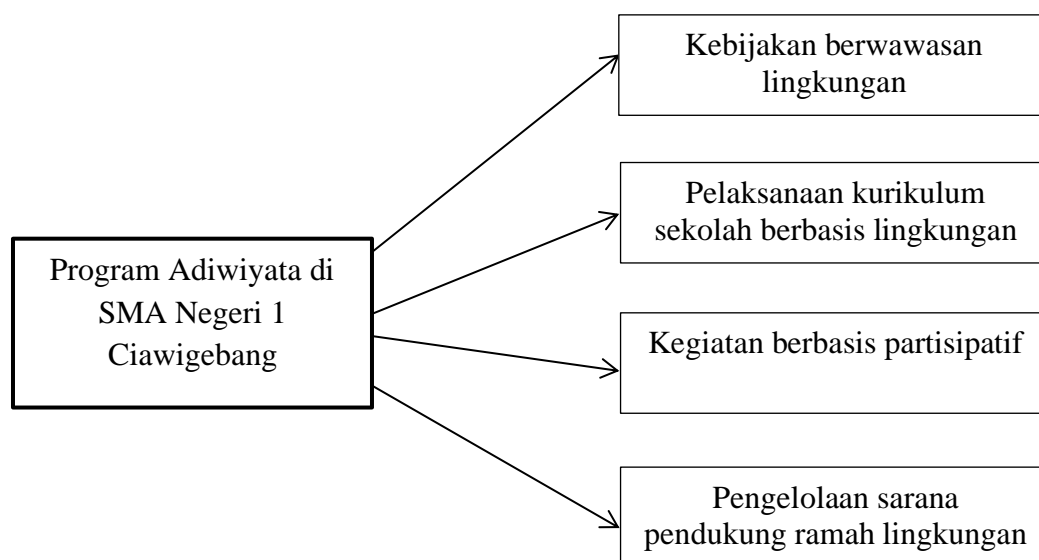 Kebijakan berwawasan
lingkungan
Pelaksanaan kurikulum
sekolah berbasis lingkungan
Program Adiwiyata di
SMA Negeri 1
Ciawigebang
Kegiatan berbasis partisipatif
Pengelolaan sarana
pendukung ramah lingkungan